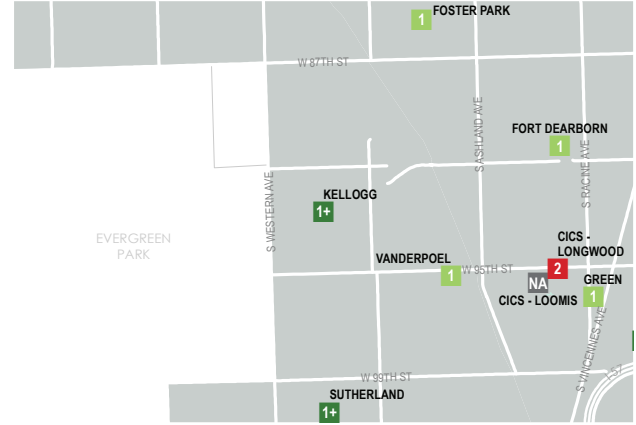 FOSTER PARK
1
W 87TH ST
S ASHLAND AVE
FORT DEARBORN
1
S RACINE AVE
S WESTERN AVE
KELLOGG
1+
EVERGREEN
PARK
CICS -
LONGWOOD
2
VANDERPOEL
1
W 95TH ST
NA
CICS - LOOMIS
GREEN
1
S VINCENNES AVE
I-57
W 99TH ST
SUTHERLAND
1+